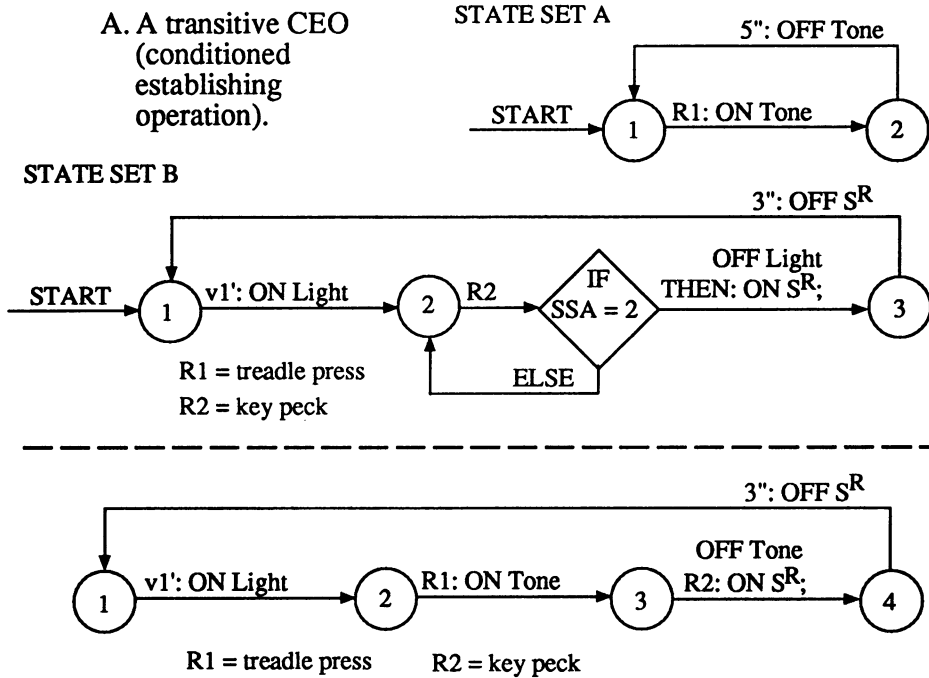 A. A transitive CEO
(conditioned
establishing
operation).
STATE SET A
5": OFF Tone
START
1
R1: ON Tone
2
STATE SET B
3": OFF S^R
START
1
v1': ON Light
2
R2
IF
SSA = 2
OFF Light
THEN: ON S^R;
3
ELSE
R1 = treadle press
R2 = key peck
3": OFF S^R
1
v1': ON Light
2
R1: ON Tone
3
OFF Tone
R2: ON S^R;
4
R1 = treadle press
R2 = key peck